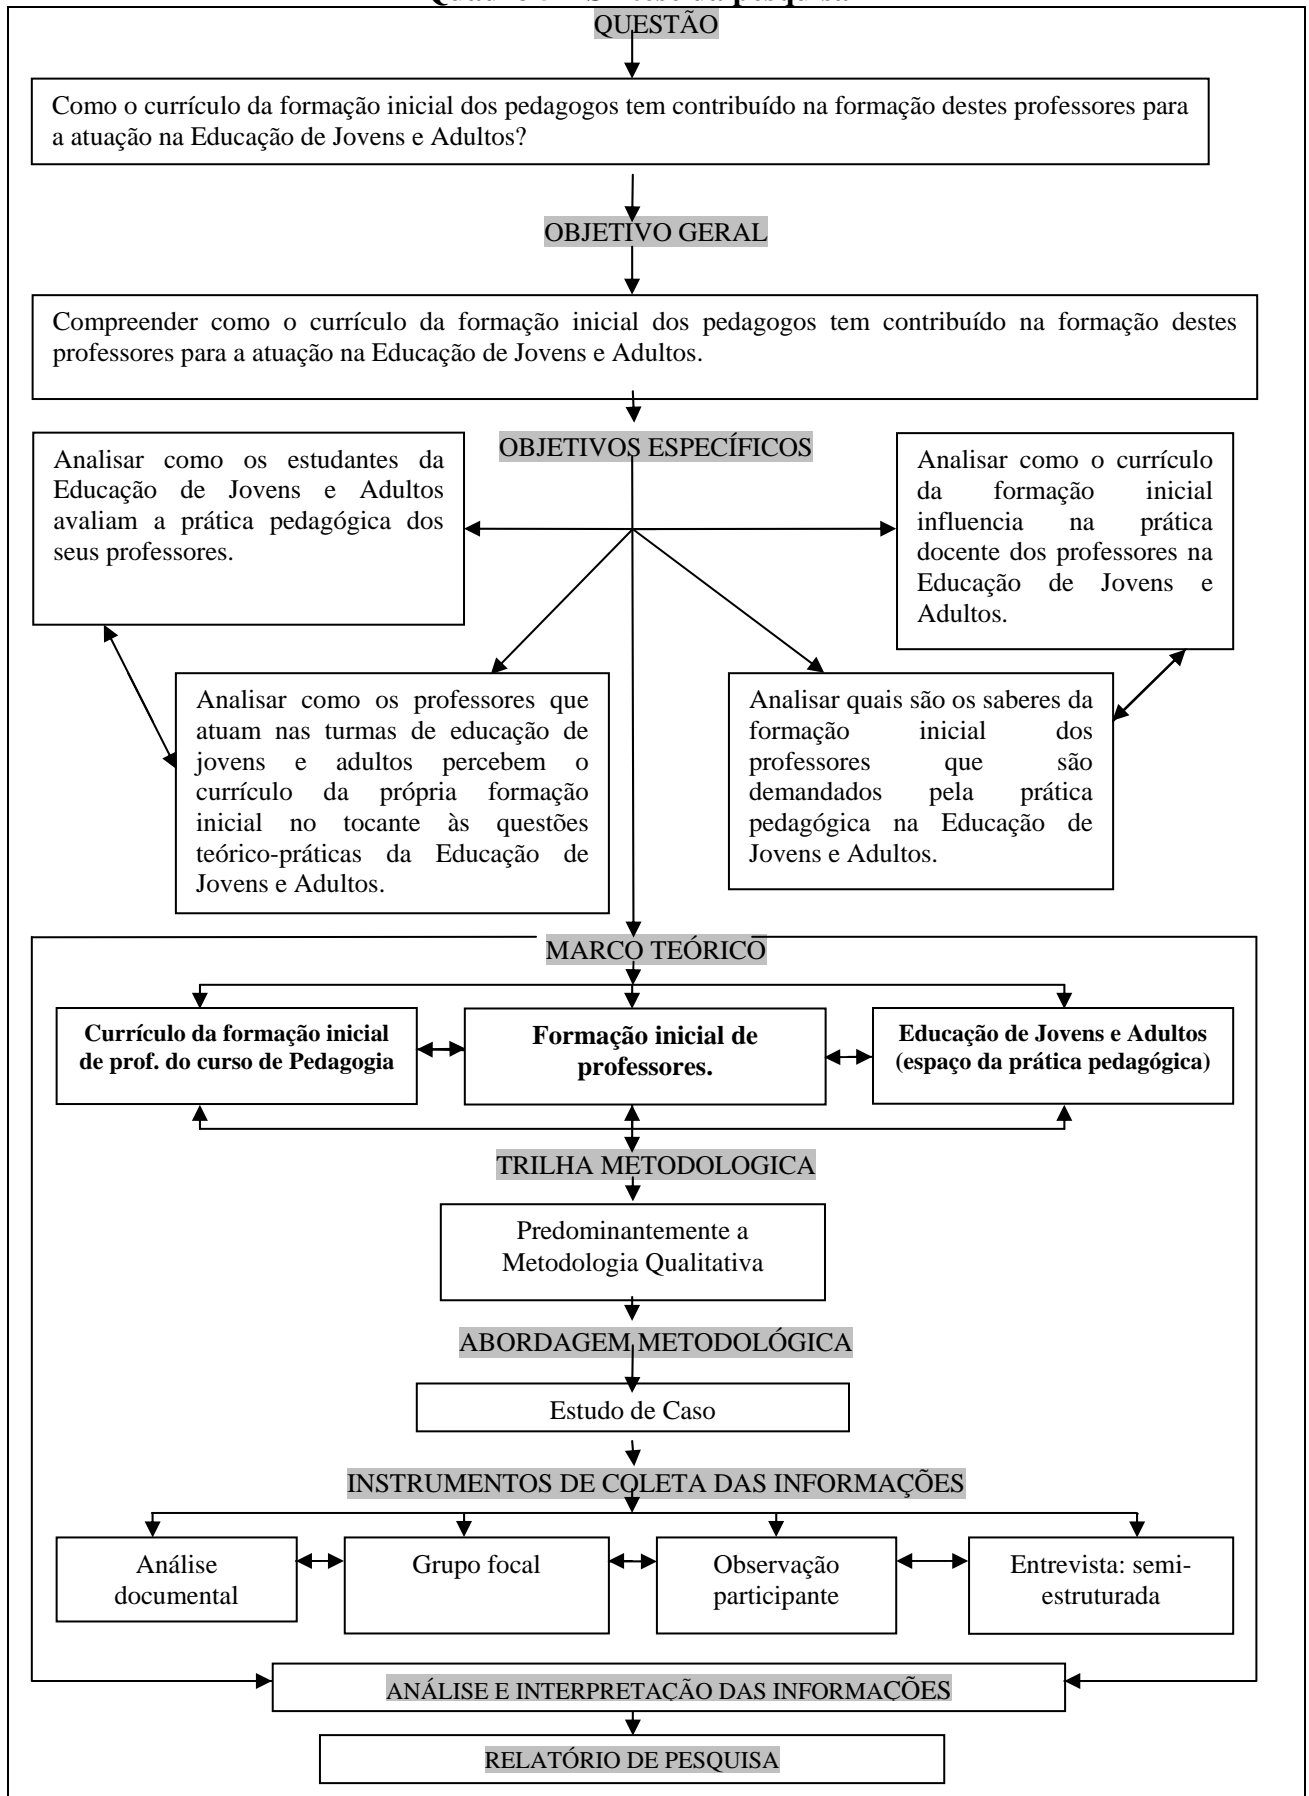 QUESTÃO
Como o currículo da formação inicial dos pedagogos tem contribuído na formação destes professores para
a atuação na Educação de Jovens e Adultos?
OBJETIVO GERAL
Compreender como o currículo da formação inicial dos pedagogos tem contribuído na formação destes
professores para a atuação na Educação de Jovens e Adultos.
OBJETIVOS ESPECÍFICOS
Analisar como os estudantes da
Educação de Jovens e Adultos
avaliam a prática pedagógica dos
seus professores.
Analisar como o currículo
da formação inicial
influencia na prática
docente dos professores na
Educação de Jovens e
Adultos.
Analisar como os professores que
atuam nas turmas de educação de
jovens e adultos percebem o
currículo da própria formação
inicial no tocante às questões
teórico-práticas da Educação de
Jovens e Adultos.
Analisar quais são os saberes da
formação inicial dos
professores que são
demandados pela prática
pedagógica na Educação de
Jovens e Adultos.
MARCO TEÓRICO
Currículo da formação inicial
de prof. do curso de Pedagogia
Formação inicial de
professores.
Educação de Jovens e Adultos
(espaço da prática pedagógica)
TRILHA METODOLOGICA
Predominantemente a
Metodologia Qualitativa
ABORDAGEM METODOLÓGICA
Estudo de Caso
INSTRUMENTOS DE COLETA DAS INFORMAÇÕES
Análise
documental
Grupo focal
Observação
participante
Entrevista: semi-
estruturada
ANÁLISE E INTERPRETAÇÃO DAS INFORMAÇÕES
RELATÓRIO DE PESQUISA